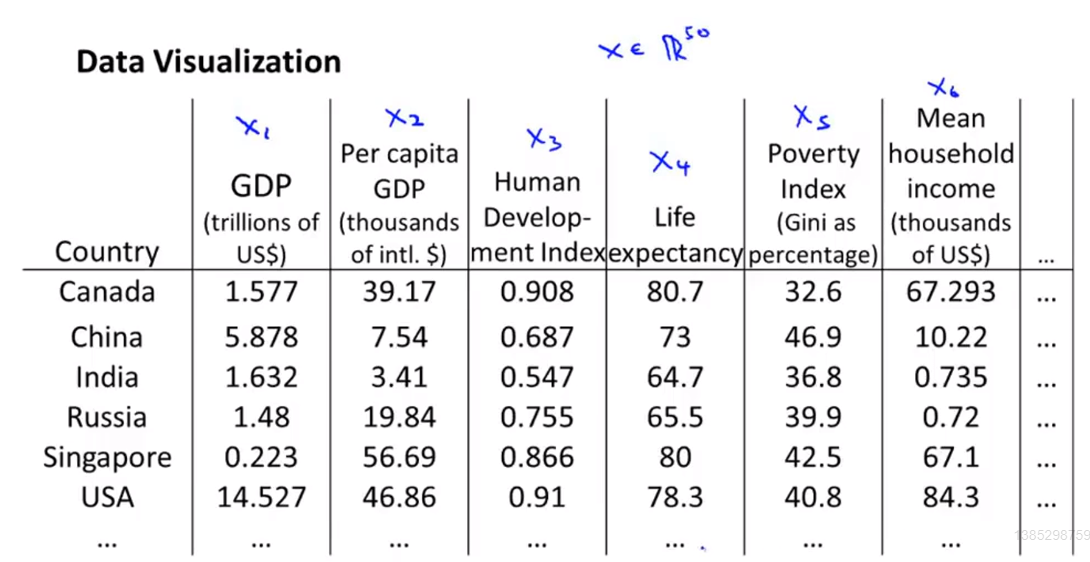 Data Visualization
x ∈ ℝ⁵⁰
x₁
x₂
x₃
x₄
x₅
x₆
Country
GDP
(trillions of
US$)
Per capita
GDP
(thousands
of intl. $)
Human
Develop-
ment Index
Life
expectancy
Poverty
Index
(Gini as
percentage)
Mean
household
income
(thousands
of US$)
...
Canada 1.577 39.17 0.908 80.7 32.6 67.293 ...
China 5.878 7.54 0.687 73 46.9 10.22 ...
India 1.632 3.41 0.547 64.7 36.8 0.735 ...
Russia 1.48 19.84 0.755 65.5 39.9 0.72 ...
Singapore 0.223 56.69 0.866 80 42.5 67.1 ...
USA 14.527 46.86 0.91 78.3 40.8 84.3 ...
... ... ... ... ... ... ...
1385298759